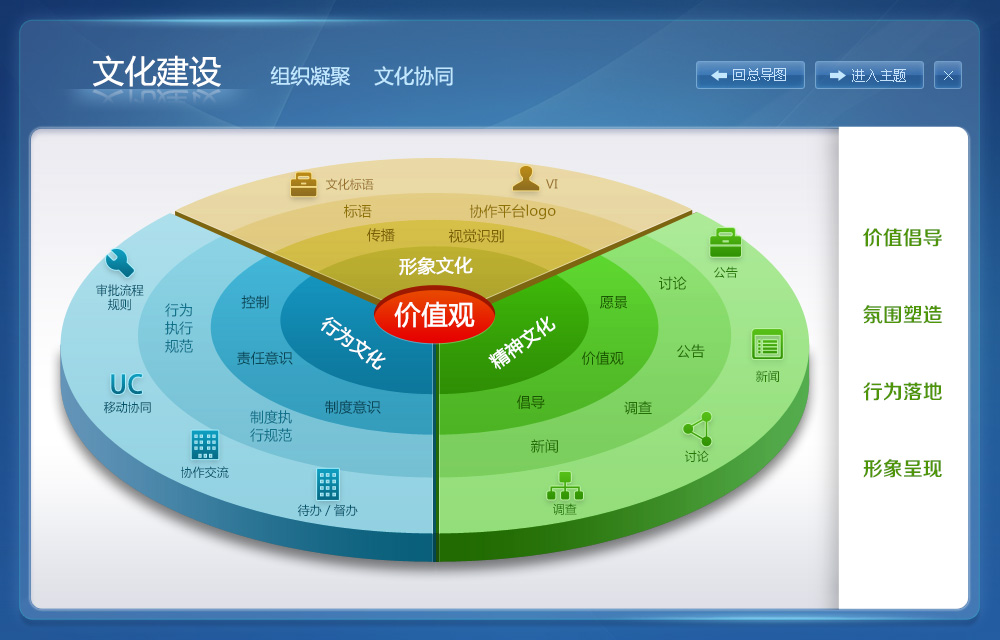 文化建设
组织凝聚 文化协同
回总导图
进入主题
文化标语
VI
标语
协作平台logo
传播
视觉识别
形象文化
价值观
行为文化
精神文化
审批流程
规则
行为
执行
规范
控制
责任意识
制度意识
制度执
行规范
UC
移动协同
协作交流
待办 / 督办
愿景
讨论
价值观
公告
倡导
调查
新闻
公告
新闻
讨论
调查
价值倡导
氛围塑造
行为落地
形象呈现